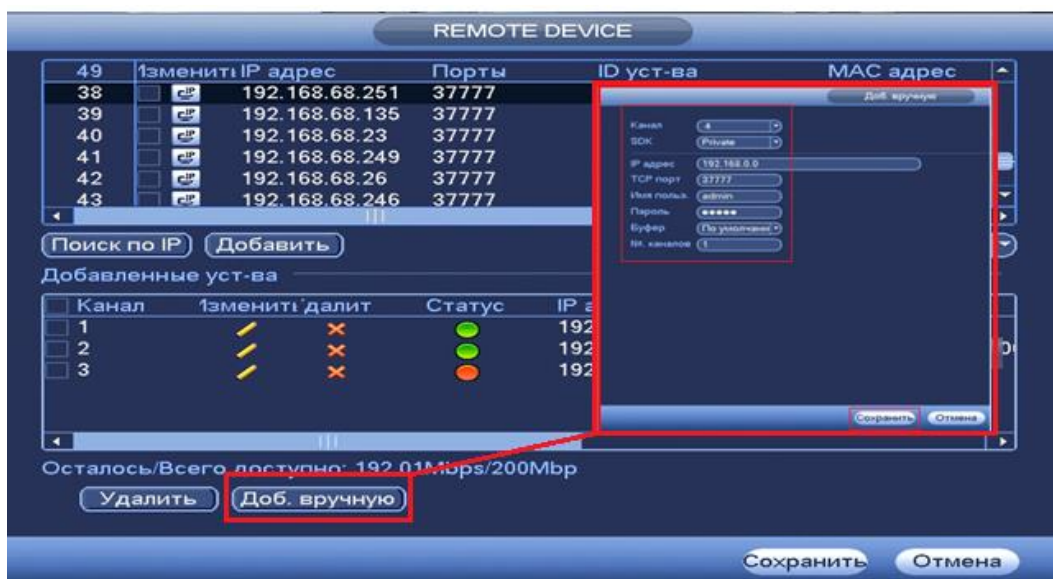 REMOTE DEVICE
49 Ізменити IP адрес Порты ID уст-ва MAC адрес
38 192.168.68.251 37777
39 192.168.68.135 37777
40 192.168.68.23 37777
41 192.168.68.249 37777
42 192.168.68.26 37777
43 192.168.68.246 37777
Поиск по IP Добавить
Добавленные уст-ва
Канал Статус IP
1 192
2 192
3 192
Осталось/Всего доступно: 192.01Mbps/200Mbp
Удалить Доб. вручную
Сохранить Отмена
Доб. вручную
Канал 4
SDK Private
IP адрес 192.168.0.0
TCP порт 37777
Имя польз. admin
Пароль •••••
Буфер По умолчанию
№. каналов 1
Сохранить Отмена